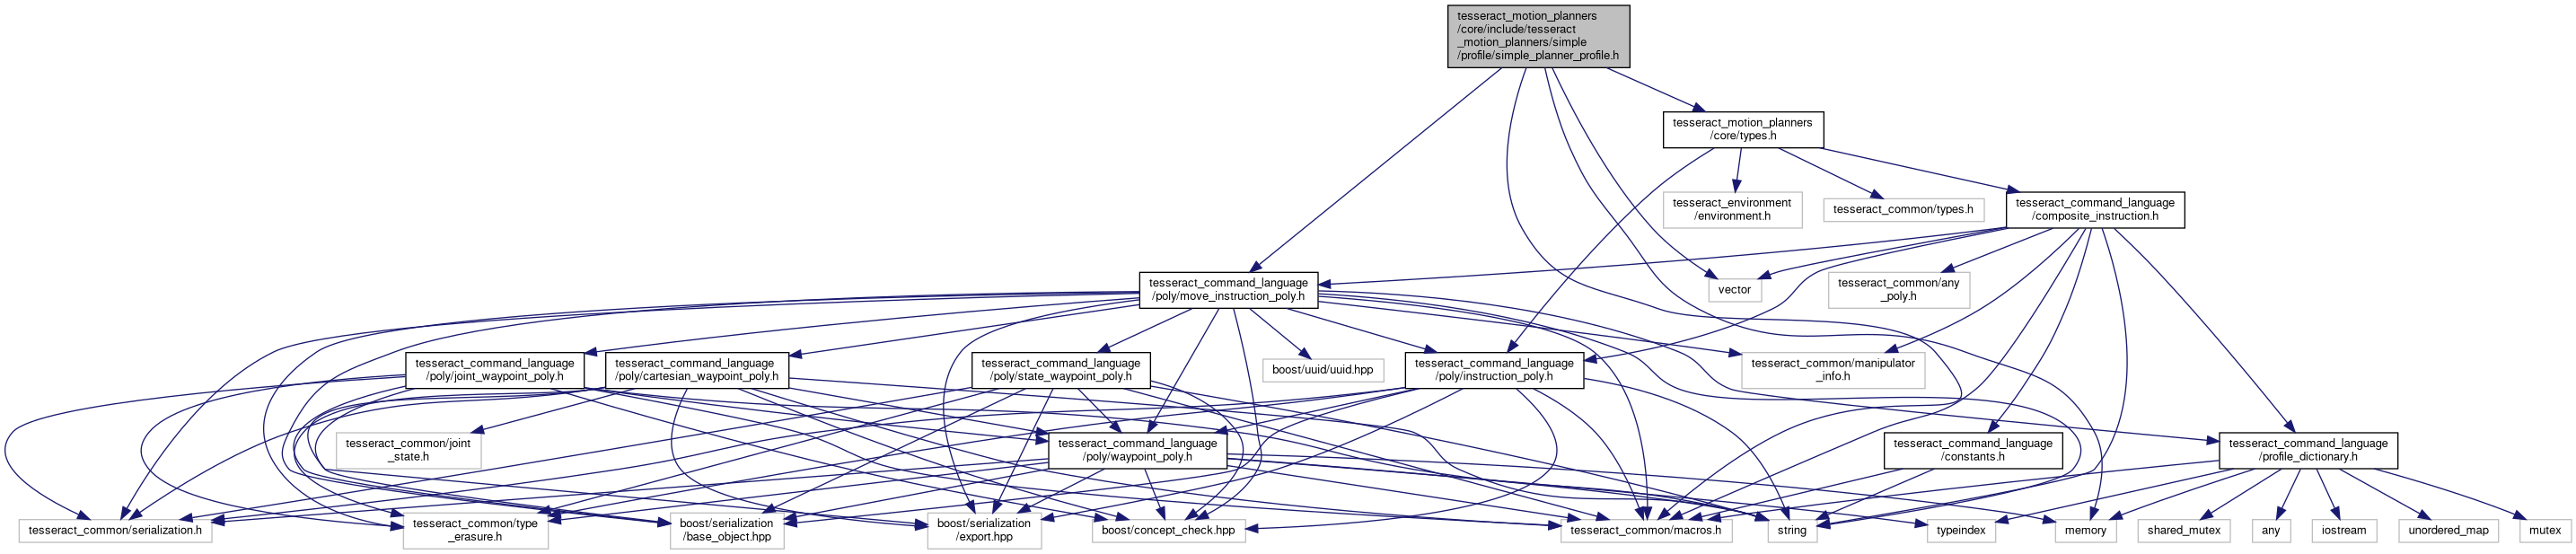 tesseract_motion_planners
/core/include/tesseract
_motion_planners/simple
/profile/simple_planner_profile.h
tesseract_motion_planners
/core/types.h
tesseract_environment
/environment.h
tesseract_common/types.h
tesseract_command_language
/composite_instruction.h
tesseract_command_language
/poly/move_instruction_poly.h
vector
tesseract_common/any
_poly.h
tesseract_command_language
/poly/joint_waypoint_poly.h
tesseract_command_language
/poly/cartesian_waypoint_poly.h
tesseract_command_language
/poly/state_waypoint_poly.h
boost/uuid/uuid.hpp
tesseract_command_language
/poly/instruction_poly.h
tesseract_common/manipulator
_info.h
tesseract_common/joint
_state.h
tesseract_command_language
/poly/waypoint_poly.h
tesseract_command_language
/constants.h
tesseract_command_language
/profile_dictionary.h
tesseract_common/serialization.h
tesseract_common/type
_erasure.h
boost/serialization
/base_object.hpp
boost/serialization
/export.hpp
boost/concept_check.hpp
tesseract_common/macros.h
string
typeindex
memory
shared_mutex
any
iostream
unordered_map
mutex